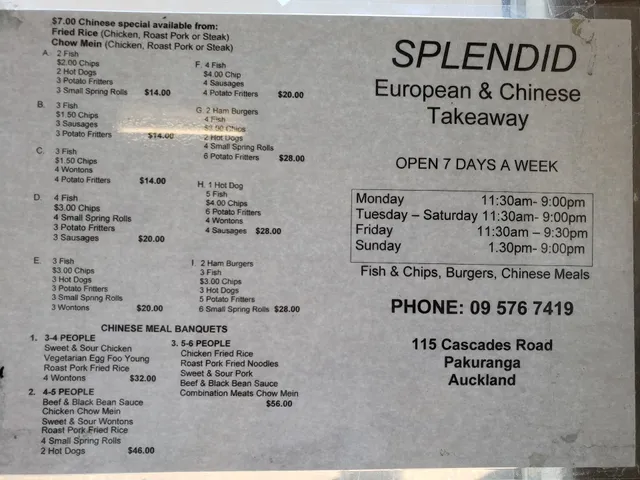 $7.00 Chinese special available from:
Fried Rice (Chicken, Roast Pork or Steak)
Chow Mein (Chicken, Roast Pork or Steak)
A. 2 Fish
$2.00 Chips
2 Hot Dogs
3 Potato Fritters
3 Small Spring Rolls $14.00
B. 3 Fish
$1.50 Chips
3 Sausages
3 Potato Fritters $14.00
C. 3 Fish
$1.50 Chips
4 Wontons
4 Potato Fritters $14.00
D. 4 Fish
$3.00 Chips
4 Small Spring Rolls
3 Potato Fritters
3 Sausages $20.00
E. 3 Fish
$3.00 Chips
3 Hot Dogs
3 Potato Fritters
3 Small Spring Rolls
3 Wontons $20.00
F. 4 Fish
$4.00 Chip
4 Sausages
4 Potato Fritters $20.00
G. 2 Ham Burgers
4 Fish
$3.00 Chips
2 Hot Dogs
4 Small Spring Rolls
6 Potato Fritters $28.00
H. 1 Hot Dog
5 Fish
$4.00 Chips
6 Potato Fritters
4 Wontons
4 Sausages $28.00
I. 2 Ham Burgers
3 Fish
$3.00 Chips
3 Hot Dogs
5 Potato Fritters
6 Small Spring Rolls $28.00
CHINESE MEAL BANQUETS
1. 3-4 PEOPLE
Sweet & Sour Chicken
Vegetarian Egg Foo Young
Roast Pork Fried Rice
4 Wontons $32.00
2. 4-5 PEOPLE
Beef & Black Bean Sauce
Chicken Chow Mein
Sweet & Sour Wontons
Roast Pork Fried Rice
4 Small Spring Rolls
2 Hot Dogs $46.00
3. 5-6 PEOPLE
Chicken Fried Rice
Roast Pork Fried Noodles
Sweet & Sour Pork
Beef & Black Bean Sauce
Combination Meats Chow Mein
$56.00
SPLENDID
European & Chinese
Takeaway
OPEN 7 DAYS A WEEK
Monday 11:30am- 9:00pm
Tuesday – Saturday 11:30am- 9:00pm
Friday 11:30am – 9:30pm
Sunday 1.30pm- 9:00pm
Fish & Chips, Burgers, Chinese Meals
PHONE: 09 576 7419
115 Cascades Road
Pakuranga
Auckland